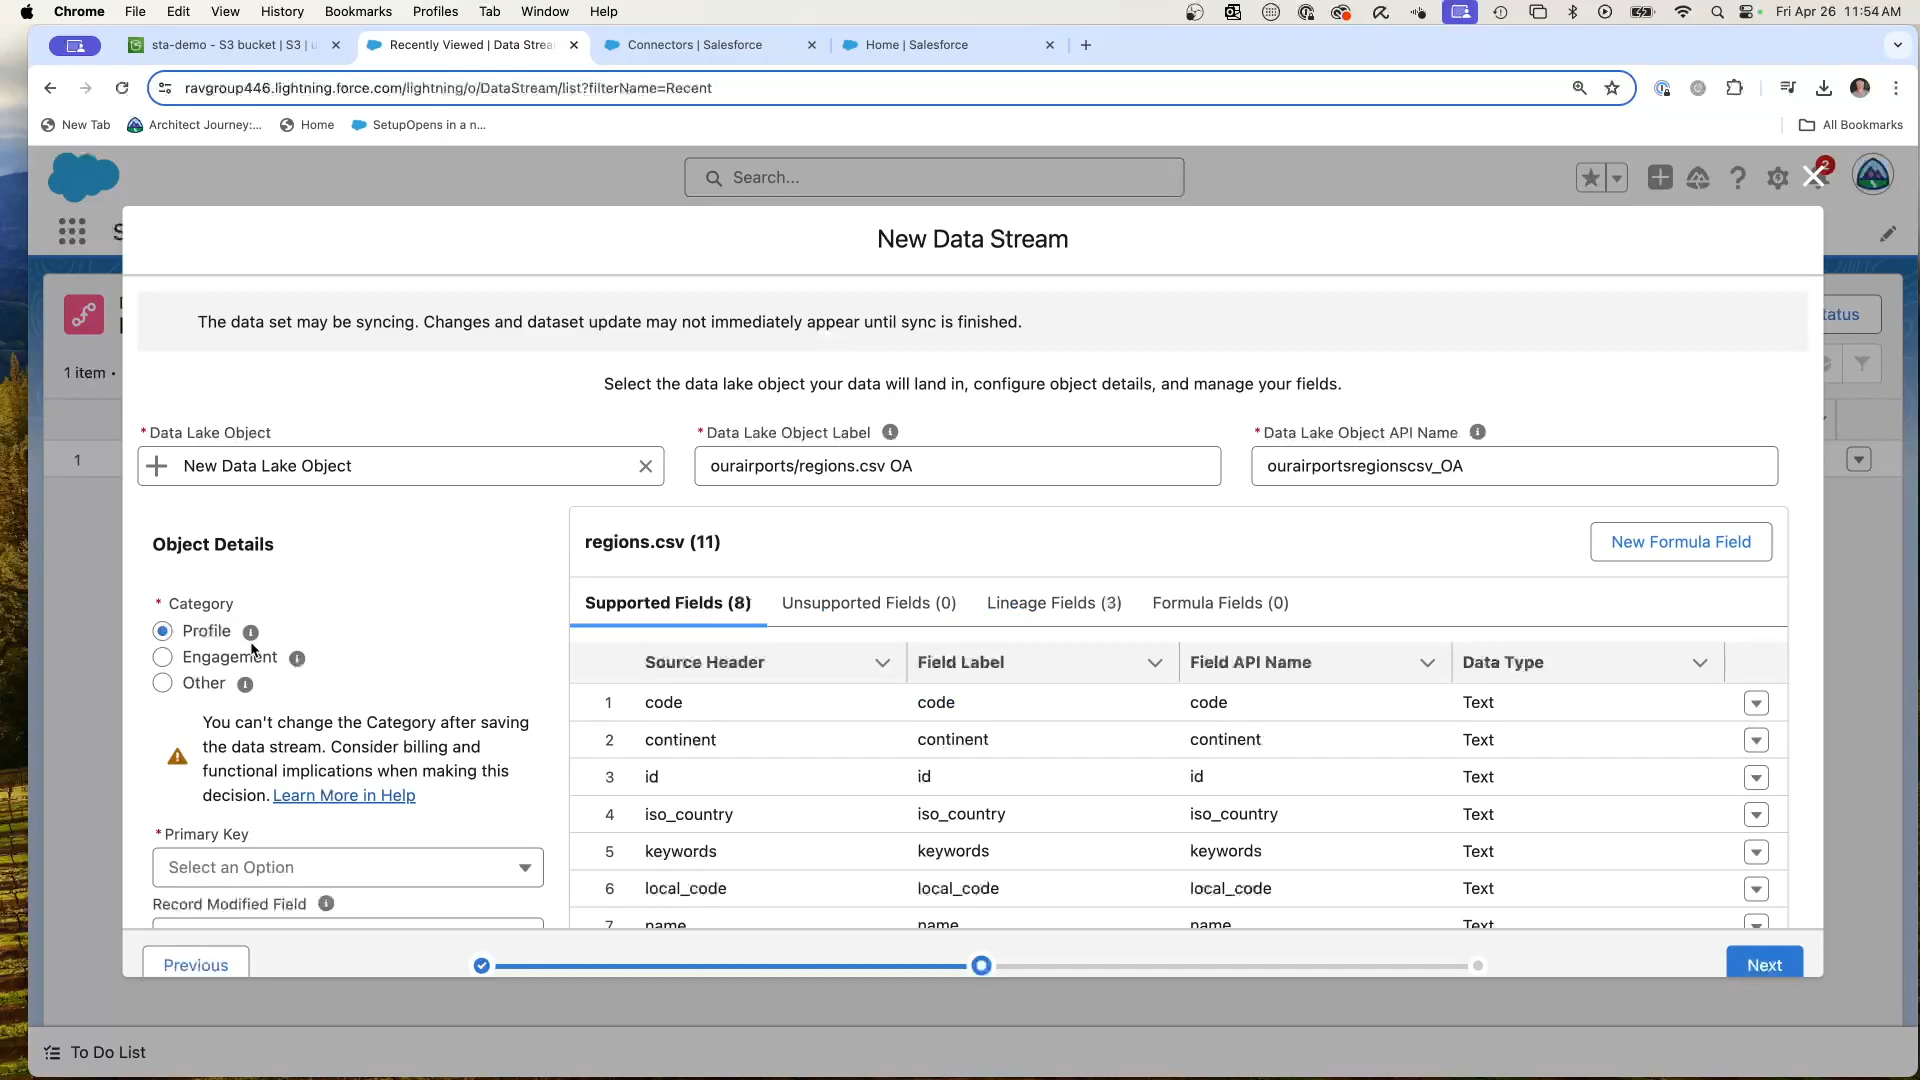 Chrome File Edit View History Bookmarks Profiles Tab Window Help Fri Apr 26 11:54 AM
sta-demo - S3 bucket | S3 | u Recently Viewed | Data Strea Connectors | Salesforce Home | Salesforce
ravgroup446.lightning.force.com/lightning/o/DataStream/list?filterName=Recent
New Tab Architect Journey:... Home SetupOpens in a n... All Bookmarks
Search... 2
New Data Stream
The data set may be syncing. Changes and dataset update may not immediately appear until sync is finished.
tatus
1 item •
Select the data lake object your data will land in, configure object details, and manage your fields.
* Data Lake Object * Data Lake Object Label * Data Lake Object API Name
1 New Data Lake Object ourairports/regions.csv OA ourairportsregionscsv_OA
Object Details
regions.csv (11) New Formula Field
* Category
Profile
Engagement
Other
You can't change the Category after saving
the data stream. Consider billing and
functional implications when making this
decision. Learn More in Help
* Primary Key
Select an Option
Record Modified Field
Supported Fields (8) Unsupported Fields (0) Lineage Fields (3) Formula Fields (0)
Source Header Field Label Field API Name Data Type
1 code code code Text
2 continent continent continent Text
3 id id id Text
4 iso_country iso_country iso_country Text
5 keywords keywords keywords Text
6 local_code local_code local_code Text
7 name name name Text
Previous Next
To Do List